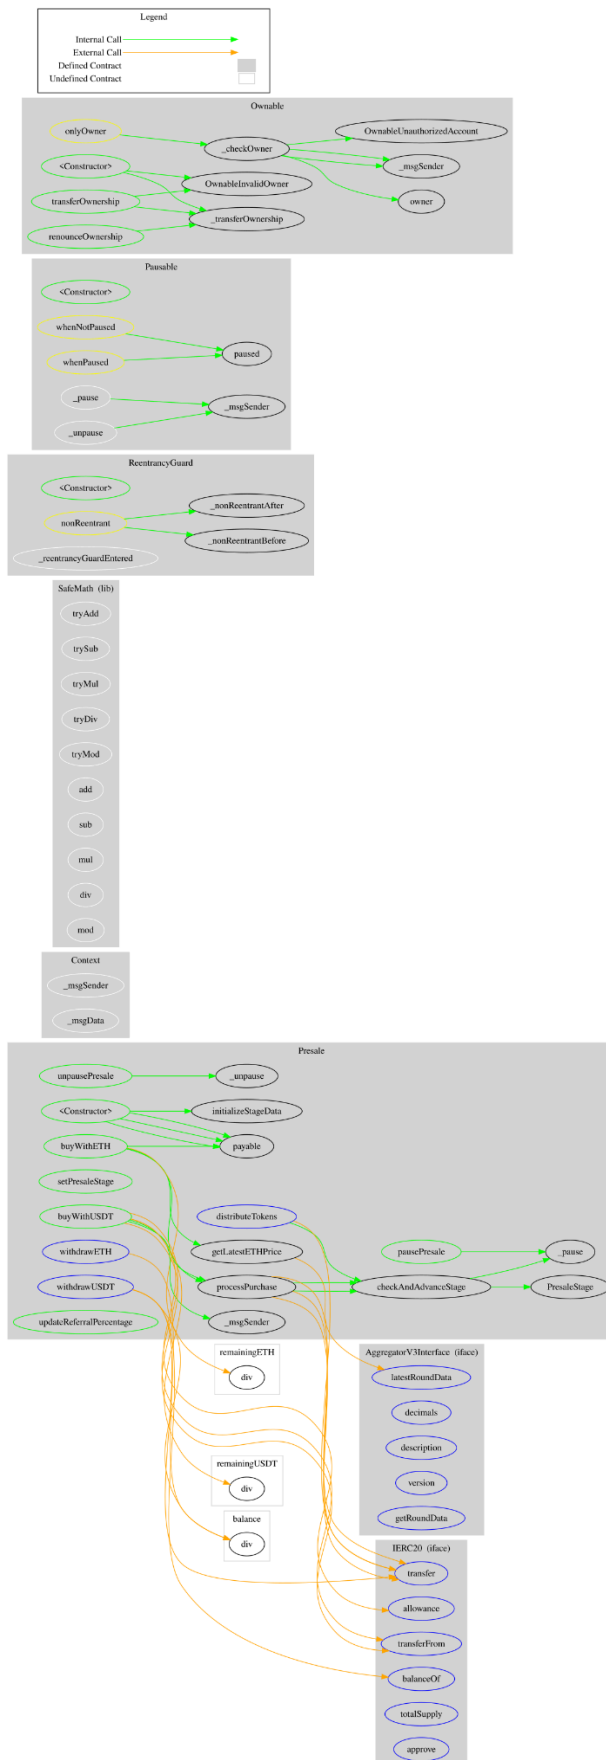 Legend
Internal Call
External Call
Defined Contract
Undefined Contract
Ownable
onlyOwner
_checkOwner
OwnableUnauthorizedAccount
<Constructor>
_msgSender
OwnableInvalidOwner
transferOwnership
owner
_transferOwnership
renounceOwnership
Pausable
<Constructor>
whenNotPaused
paused
whenPaused
_pause
_msgSender
_unpause
ReentrancyGuard
<Constructor>
_nonReentrantAfter
nonReentrant
_nonReentrantBefore
_reentrancyGuardEntered
SafeMath (lib)
tryAdd
trySub
tryMul
tryDiv
tryMod
add
sub
mul
div
mod
Context
_msgSender
_msgData
Presale
unpausePresale
_unpause
<Constructor>
initializeStageData
buyWithETH
payable
setPresaleStage
buyWithUSDT
distributeTokens
withdrawETH
getLatestETHPrice
pausePresale
_pause
withdrawUSDT
processPurchase
checkAndAdvanceStage
PresaleStage
updateReferralPercentage
_msgSender
remainingETH
div
AggregatorV3Interface (iface)
latestRoundData
decimals
description
remainingUSDT
div
version
getRoundData
balance
div
IERC20 (iface)
transfer
allowance
transferFrom
balanceOf
totalSupply
approve